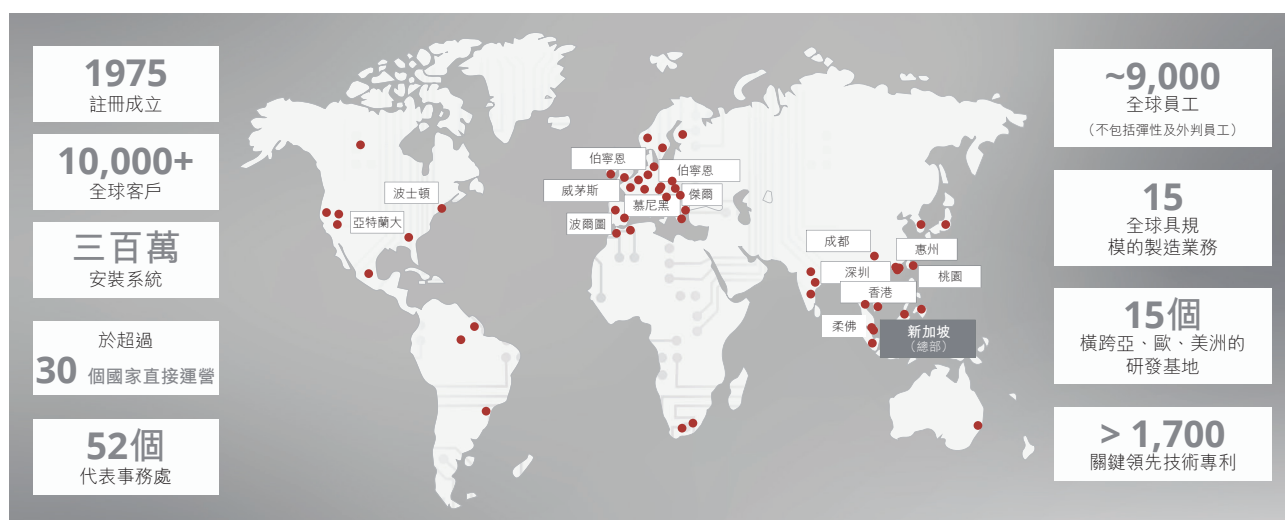 1975
註冊成立
10,000+
全球客戶
三百萬
安裝系統
於超過
30 個國家直接運營
52個
代表事務處
波士頓
亞特蘭大
伯寧恩
伯寧恩
威茅斯
慕尼黑
傑爾
波爾圖
成都
惠州
深圳
桃園
香港
柔佛
新加坡
（總部）
~9,000
全球員工
（不包括彈性及外判員工）
15
全球具規
模的製造業務
15個
橫跨亞、歐、美洲的
研發基地
> 1,700
關鍵領先技術專利